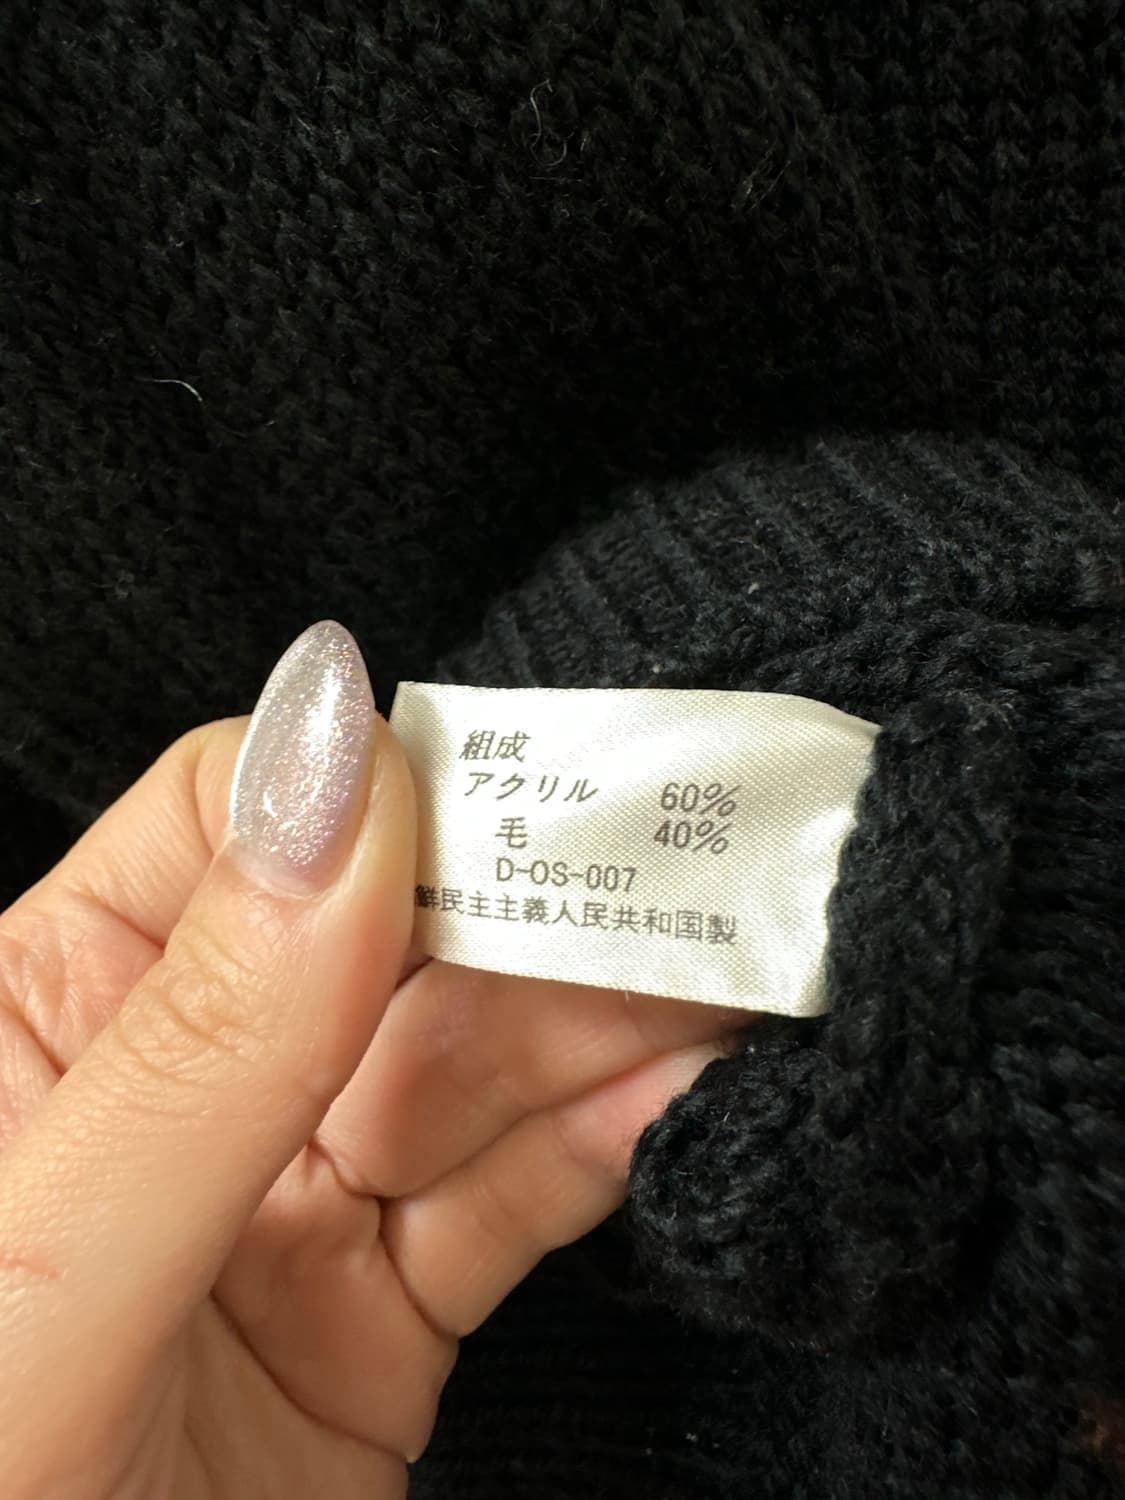 組成
アクリル 60%
毛 40%
D-OS-007
鮮民主主義人民共和国製